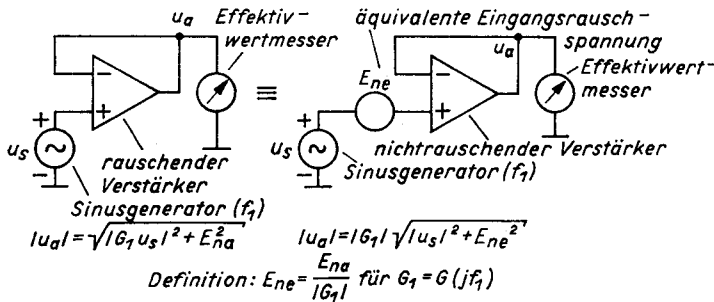 u_a
Effektiv-
wertmesser
−
+
+
u_s
−
rauschender
Verstärker
Sinusgenerator (f_1)
|u_a| = √|G_1 u_s|² + E_na²
≡
äquivalente Eingangsrausch-
spannung
u_a
E_ne
Effektivwert-
messer
−
+
+
u_s
−
nichtrauschender Verstärker
Sinusgenerator (f_1)
|u_a| = |G_1| √|u_s|² + E_ne²
Definition: E_ne = E_na / |G_1| für G_1 = G (jf_1)